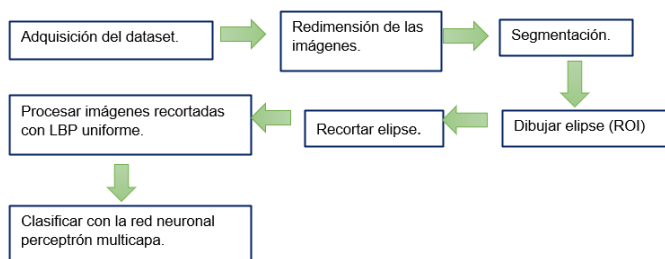 Adquisición del dataset.
Redimensión de las
imágenes.
Segmentación.
Dibujar elipse (ROI)
Recortar elipse.
Procesar imágenes recortadas
con LBP uniforme.
Clasificar con la red neuronal
perceptrón multicapa.